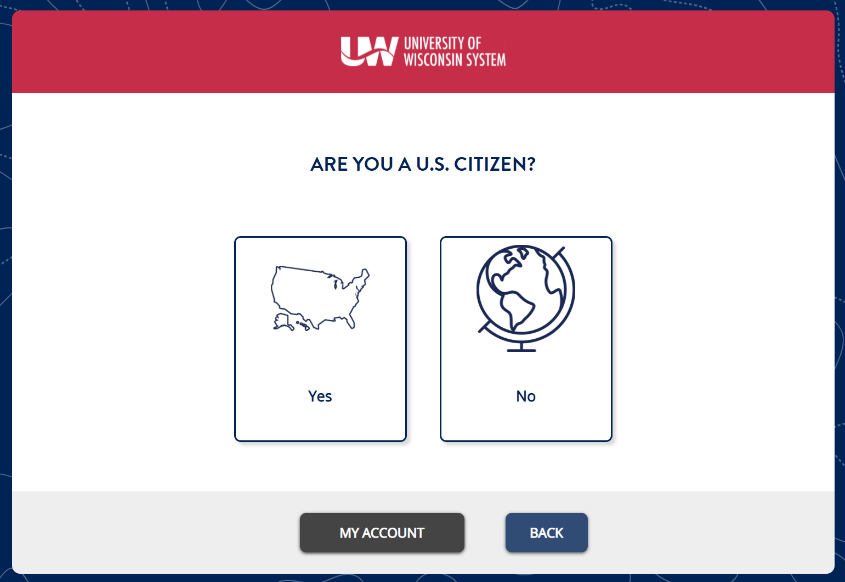 UW UNIVERSITY OF
WISCONSIN SYSTEM
ARE YOU A U.S. CITIZEN?
Yes
No
MY ACCOUNT
BACK